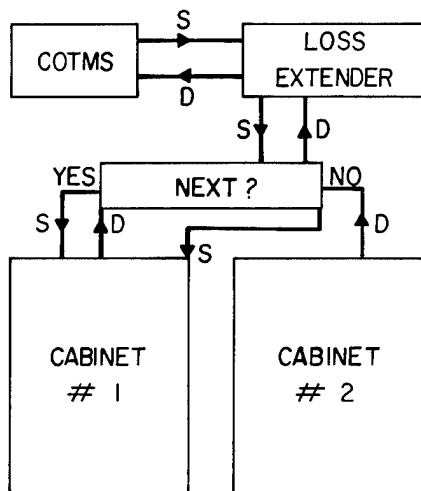 S
COTMS
LOSS
EXTENDER
D
S
D
YES
NEXT ?
NO
S
D
S
D
CABINET
# 1
CABINET
# 2